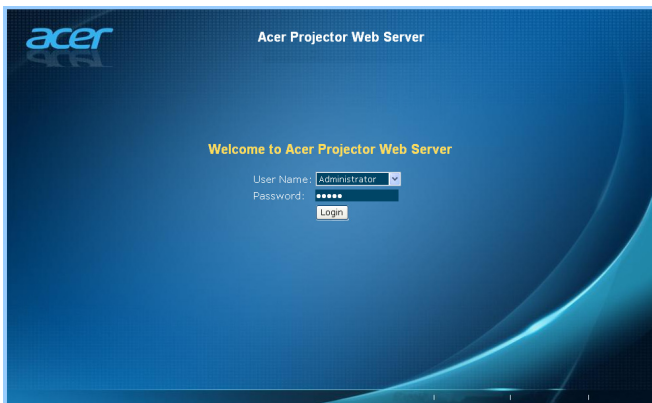 acer
Acer Projector Web Server
Welcome to Acer Projector Web Server
User Name: Administrator
Password: •••••
Login